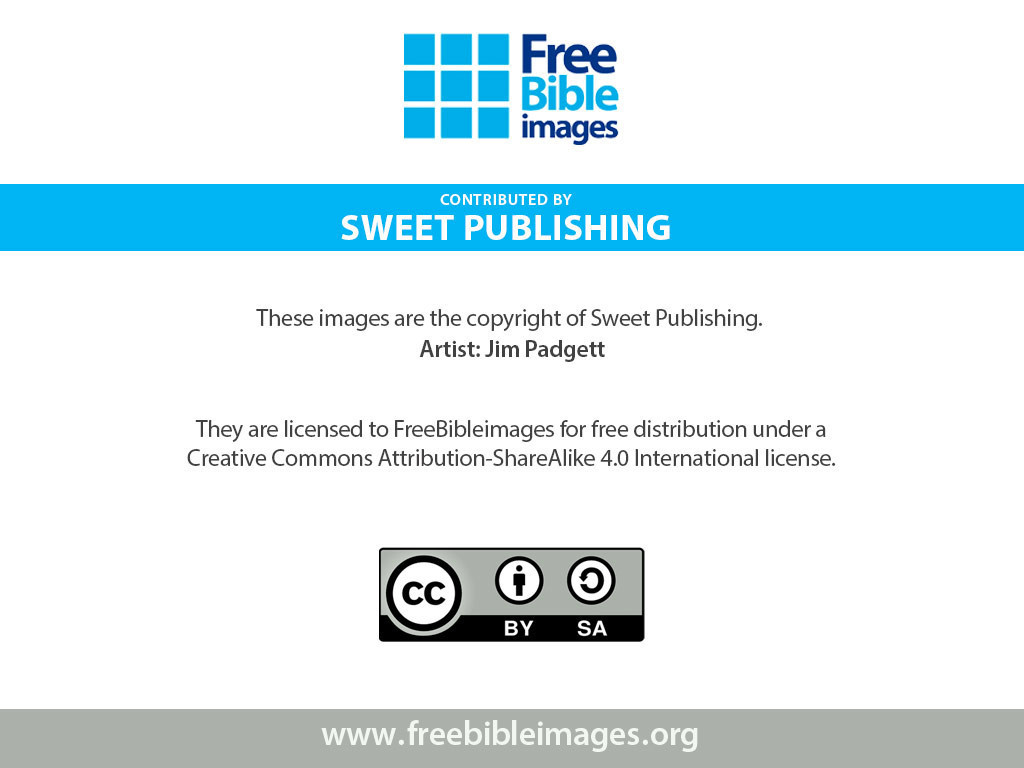 Free
Bible
images
CONTRIBUTED BY
SWEET PUBLISHING
These images are the copyright of Sweet Publishing.
Artist: Jim Padgett
They are licensed to FreeBibleimages for free distribution under a
Creative Commons Attribution-ShareAlike 4.0 International license.
cc
BY SA
www.freebibleimages.org